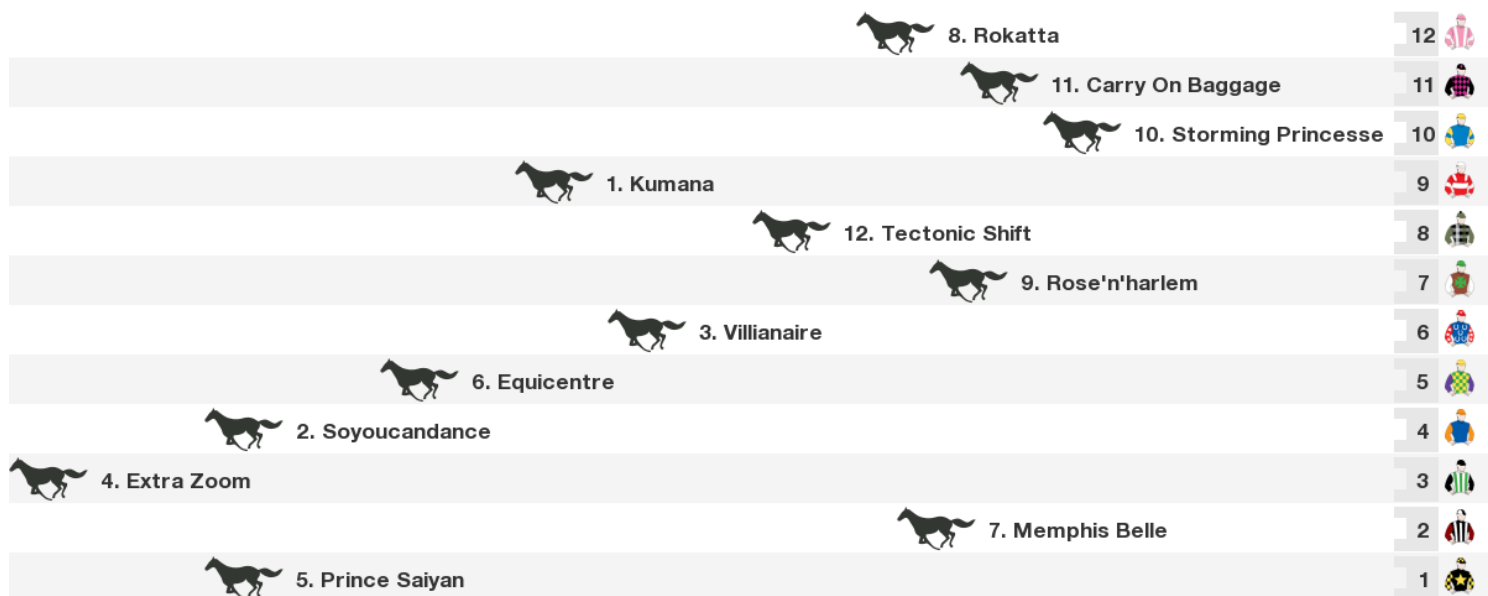 8. Rokatta 12
11. Carry On Baggage 11
10. Storming Princesse 10
1. Kumana 9
12. Tectonic Shift 8
9. Rose'n'harlem 7
3. Villianaire 6
6. Equicentre 5
2. Soyoucandance 4
4. Extra Zoom 3
7. Memphis Belle 2
5. Prince Saiyan 1